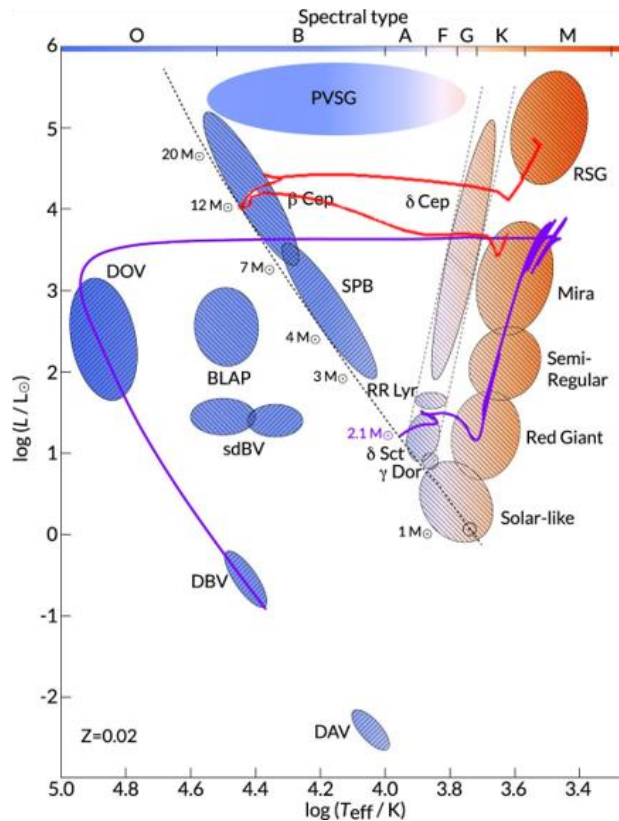 Spectral type
O B A F G K M
6
PVSG
5
20 M⊙
RSG
β Cep
δ Cep
12 M⊙
4
7 M⊙
DOV
SPB
3
Mira
4 M⊙
BLAP
Semi-
Regular
3 M⊙
2
RR Lyr
2.1 M⊙
Red Giant
sdBV
δ Sct
1
γ Dor
Solar-like
1 M⊙
0
DBV
-1
-2
Z=0.02
DAV
log(L / L⊙)
5.0 4.8 4.6 4.4 4.2 4.0 3.8 3.6 3.4
log (Teff / K)